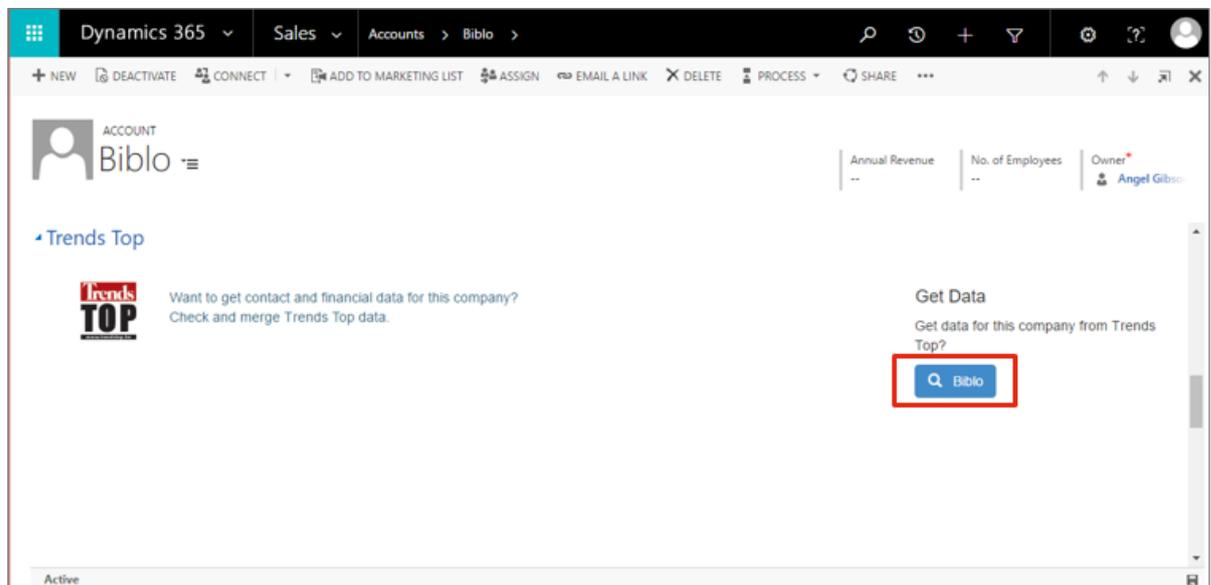 Dynamics 365 Sales Accounts > Biblo >
NEW DEACTIVATE CONNECT ADD TO MARKETING LIST ASSIGN EMAIL A LINK DELETE PROCESS SHARE ...
ACCOUNT
Biblo
Annual Revenue No. of Employees Owner*
-- -- Angel Gibso
Trends Top
Trends
TOP
Want to get contact and financial data for this company?
Check and merge Trends Top data.
Get Data
Get data for this company from Trends
Top?
Biblo
Active